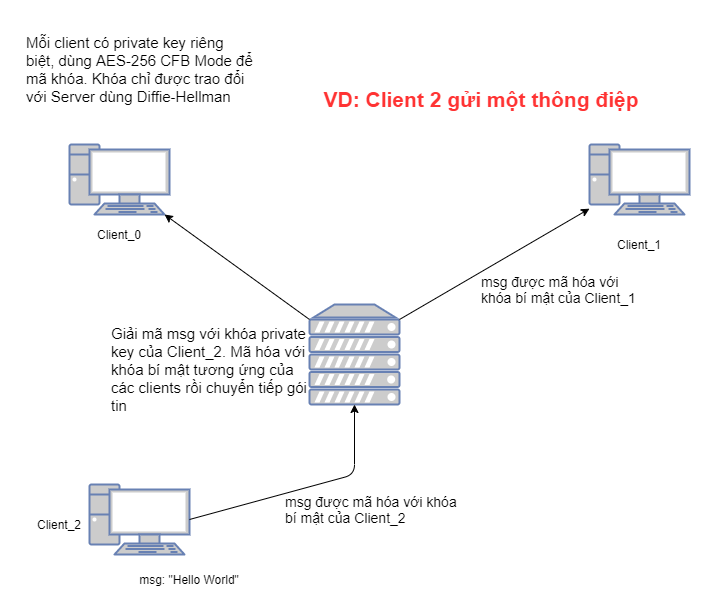 Mỗi client có private key riêng
biệt, dùng AES-256 CFB Mode để
mã khóa. Khóa chỉ được trao đổi
với Server dùng Diffie-Hellman
VD: Client 2 gửi một thông điệp
Client_0
Client_1
msg được mã hóa với
khóa bí mật của Client_1
Giải mã msg với khóa private
key của Client_2. Mã hóa với
khóa bí mật tương ứng của
các clients rồi chuyển tiếp gói
tin
msg được mã hóa với khóa
bí mật của Client_2
Client_2
msg: "Hello World"